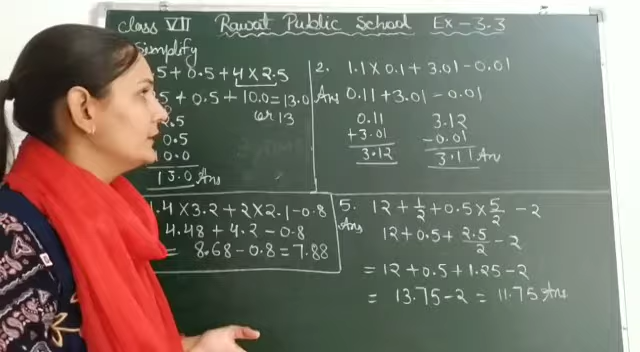 Class VII Rawat Public School Ex-3.3
Simplify
.5 + 0.5 + 4 × 2.5
.5 + 0.5 + 10.0 = 13.0
or 13
.5
0.5
10.0
13.0 Ans
2. 1.1 × 0.1 + 3.01 - 0.01
Ans 0.11 + 3.01 - 0.01
0.11 3.12
+3.01 -0.01
3.12 3.11 Ans
.4 × 3.2 + 2 × 2.1 - 0.8
4.48 + 4.2 - 0.8
= 8.68 - 0.8 = 7.88
5. 12 + 1/2 + 0.5 × 5/2 - 2
Ans 12 + 0.5 + 2.5/2 - 2
= 12 + 0.5 + 1.25 - 2
= 13.75 - 2 = 11.75 Ans